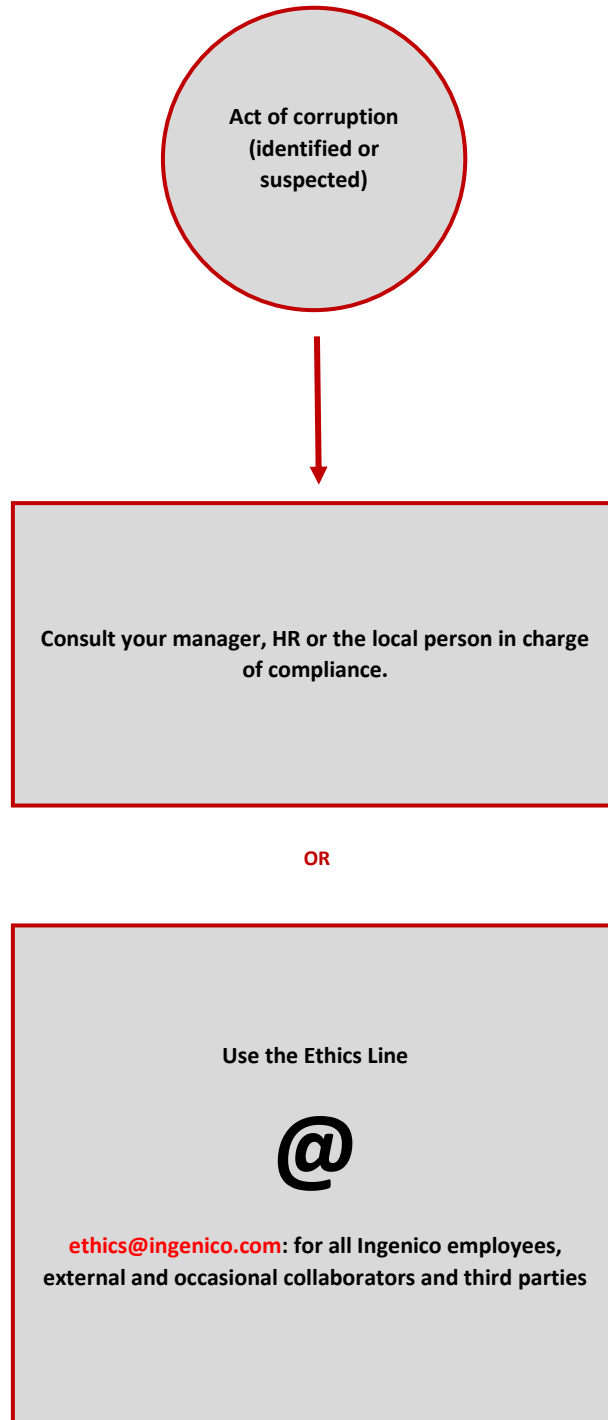 Act of corruption
(identified or
suspected)
Consult your manager, HR or the local person in charge
of compliance.
OR
Use the Ethics Line
@
ethics@ingenico.com: for all Ingenico employees,
external and occasional collaborators and third parties